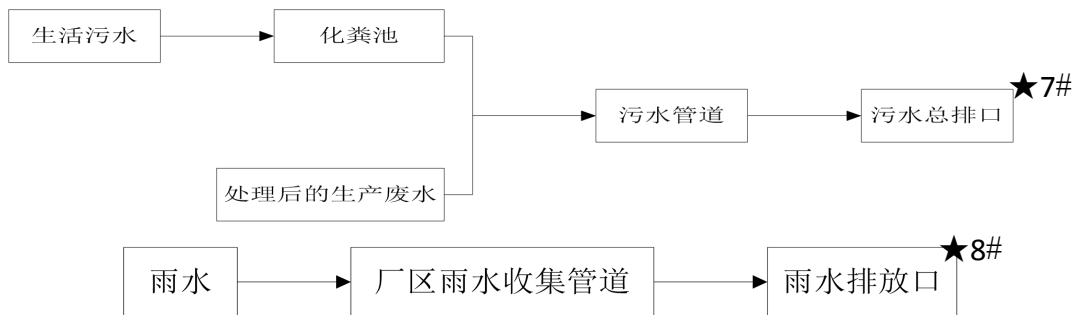 生活污水
化粪池
★7#
污水管道
污水总排口
处理后的生产废水
★8#
雨水
厂区雨水收集管道
雨水排放口